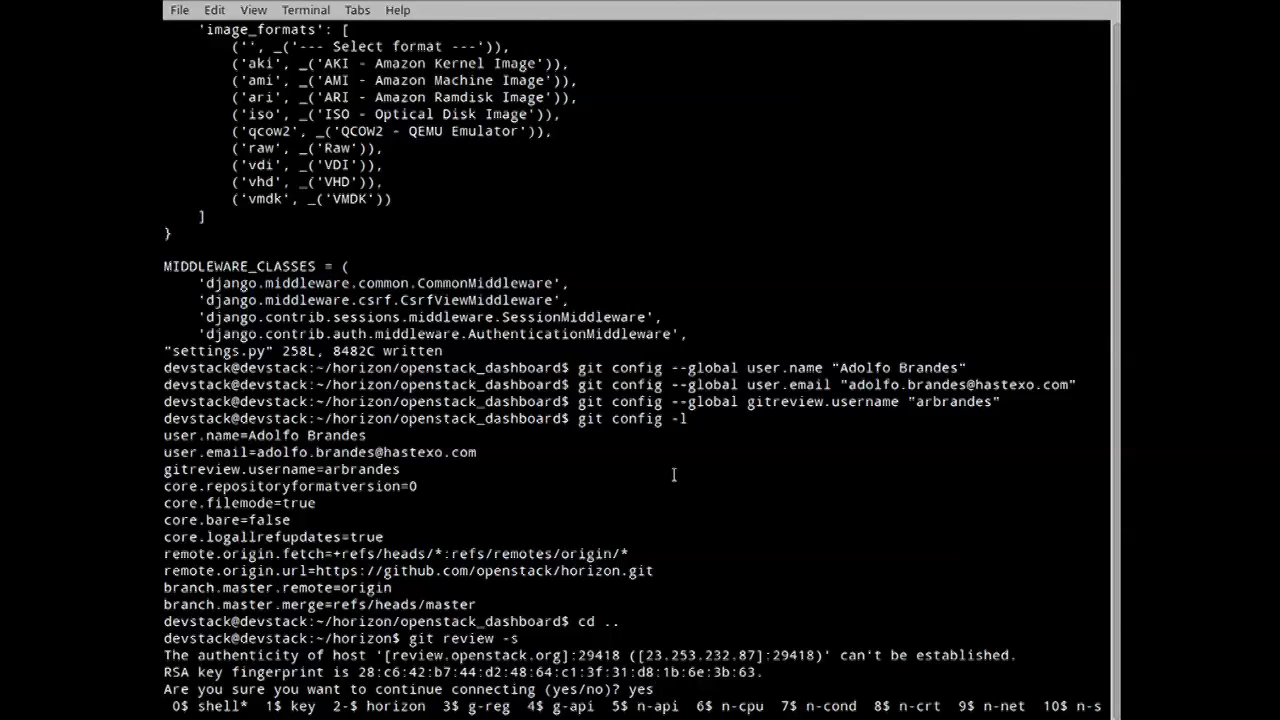 File Edit View Terminal Tabs Help
'image_formats': [
('', _('--- Select format ---')),
('aki', _('AKI - Amazon Kernel Image')),
('ami', _('AMI - Amazon Machine Image')),
('ari', _('ARI - Amazon Ramdisk Image')),
('iso', _('ISO - Optical Disk Image')),
('qcow2', _('QCOW2 - QEMU Emulator')),
('raw', _('Raw')),
('vdi', _('VDI')),
('vhd', _('VHD')),
('vmdk', _('VMDK'))
]
}
MIDDLEWARE_CLASSES = (
'django.middleware.common.CommonMiddleware',
'django.middleware.csrf.CsrfViewMiddleware',
'django.contrib.sessions.middleware.SessionMiddleware',
'django.contrib.auth.middleware.AuthenticationMiddleware',
"settings.py" 258L, 8482C written
devstack@devstack:~/horizon/openstack_dashboard$ git config --global user.name "Adolfo Brandes"
devstack@devstack:~/horizon/openstack_dashboard$ git config --global user.email "adolfo.brandes@hastexo.com"
devstack@devstack:~/horizon/openstack_dashboard$ git config --global gitreview.username "arbrandes"
devstack@devstack:~/horizon/openstack_dashboard$ git config -l
user.name=Adolfo Brandes
user.email=adolfo.brandes@hastexo.com
gitreview.username=arbrandes
core.repositoryformatversion=0
core.filemode=true
core.bare=false
core.logallrefupdates=true
remote.origin.fetch=+refs/heads/*:refs/remotes/origin/*
remote.origin.url=https://github.com/openstack/horizon.git
branch.master.remote=origin
branch.master.merge=refs/heads/master
devstack@devstack:~/horizon/openstack_dashboard$ cd ..
devstack@devstack:~/horizon$ git review -s
The authenticity of host '[review.openstack.org]:29418 ([23.253.232.87]:29418)' can't be established.
RSA key fingerprint is 28:c6:42:b7:44:d2:48:64:c1:3f:31:d8:1b:6e:3b:63.
Are you sure you want to continue connecting (yes/no)? yes
0$ shell* 1$ key 2-$ horizon 3$ g-reg 4$ g-api 5$ n-api 6$ n-cpu 7$ n-cond 8$ n-crt 9$ n-net 10$ n-s